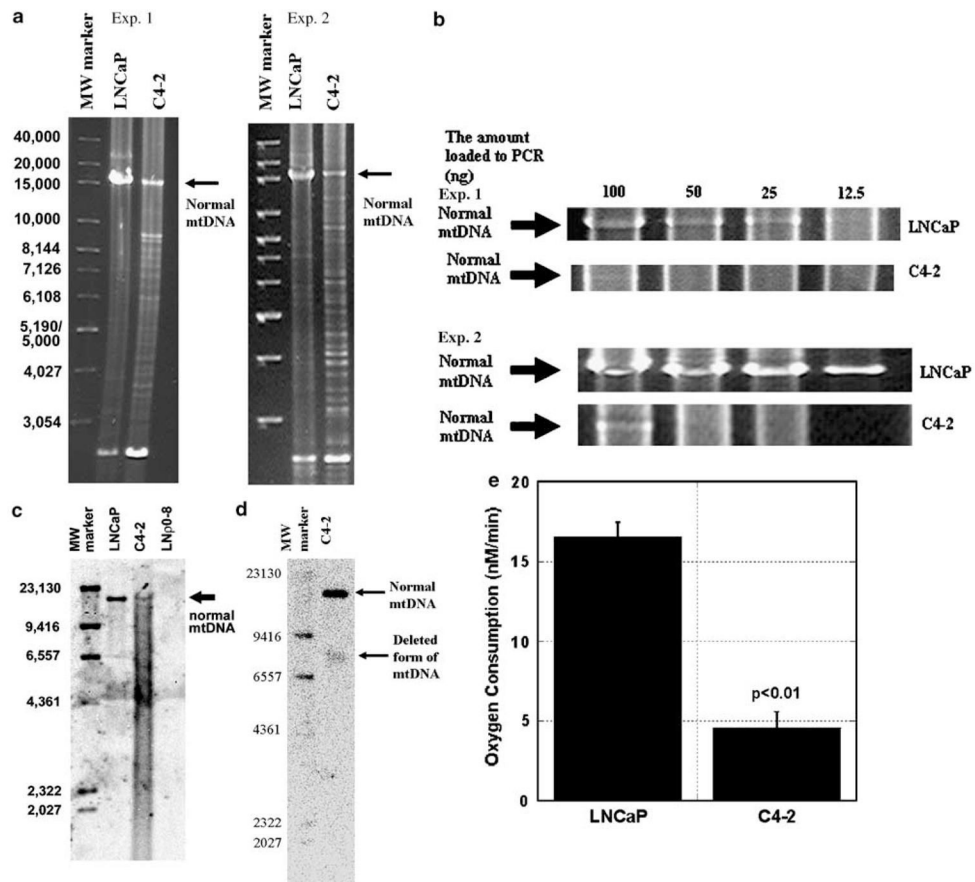 a
Exp. 1
Exp. 2
MW marker
LNCaP
C4-2
MW marker
LNCaP
C4-2
40,000
20,000
15,000
10,000
8,144
7,126
6,108
5,190/
5,000
4,027
3,054
Normal
mtDNA
Normal
mtDNA
b
The amount
loaded to PCR
(ng)
100 50 25 12.5
Exp. 1
Normal
mtDNA
LNCaP
Normal
mtDNA
C4-2
Exp. 2
Normal
mtDNA
LNCaP
Normal
mtDNA
C4-2
c
MW
marker
LNCaP
C4-2
LNρ0-8
23,130
9,416
6,557
4,361
2,322
2,027
normal
mtDNA
d
MW
marker
C4-2
23130
9416
6557
4361
2322
2027
Normal
mtDNA
Deleted
form of
mtDNA
e
Oxygen Consumption (nM/min)
20
15
10
5
0
p<0.01
LNCaP
C4-2